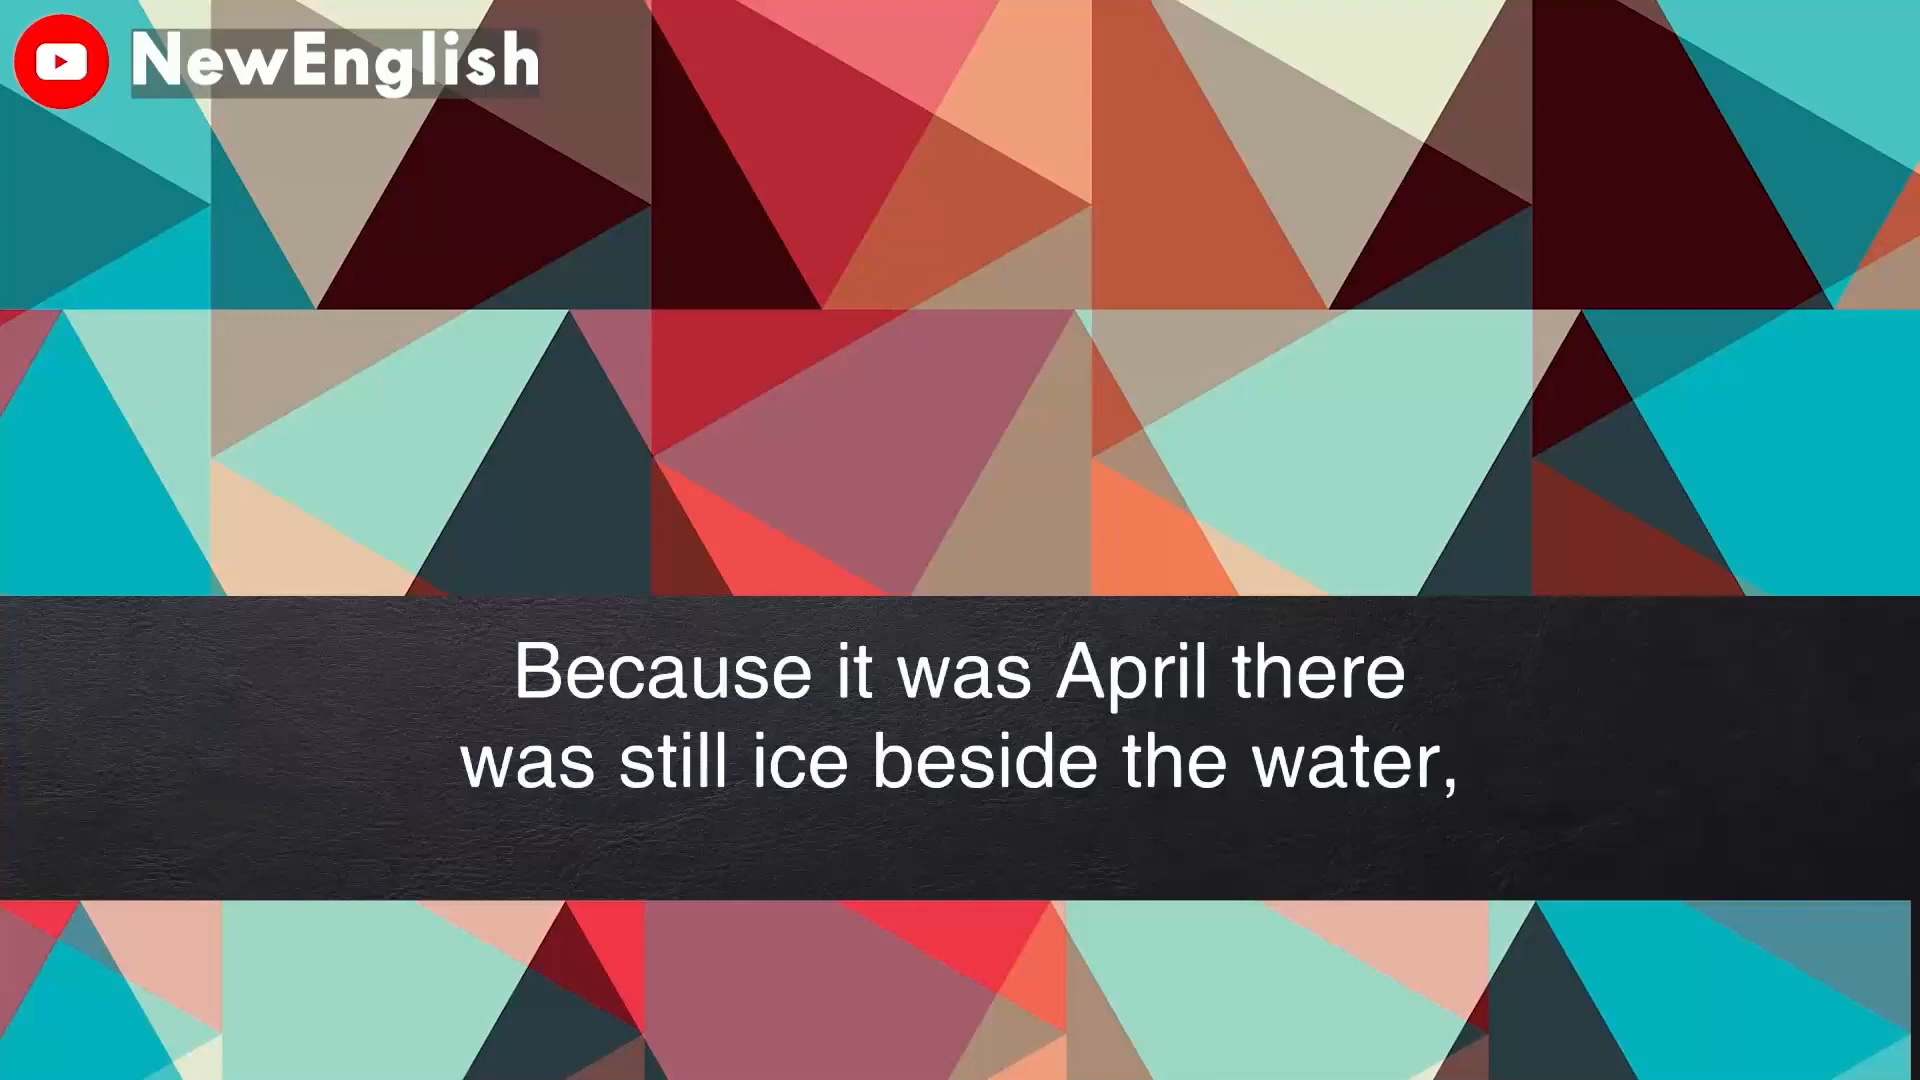 NewEnglish
Because it was April there
was still ice beside the water,